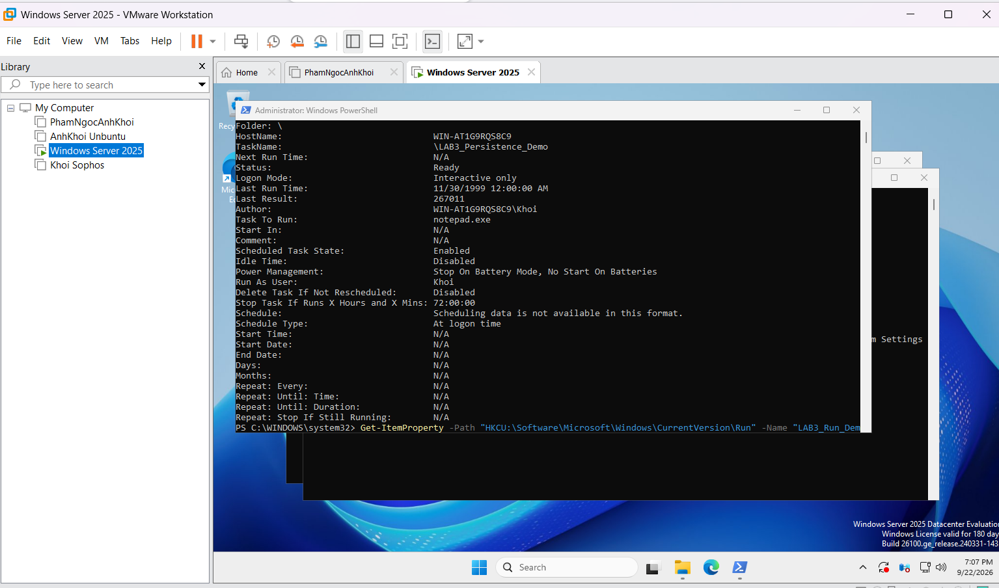 Windows Server 2025 - VMware Workstation
File Edit View VM Tabs Help
Library
Type here to search
My Computer
PhamNgocAnhKhoi
AnhKhoi Unbuntu
Windows Server 2025
Khoi Sophos
Home
PhamNgocAnhKhoi
Windows Server 2025
Administrator: Windows PowerShell
Folder: \
HostName: WIN-AT1G9RQS8C9
TaskName: \LAB3_Persistence_Demo
Next Run Time: N/A
Status: Ready
Logon Mode: Interactive only
Last Run Time: 11/30/1999 12:00:00 AM
Last Result: 267011
Author: WIN-AT1G9RQS8C9\Khoi
Task To Run: notepad.exe
Start In: N/A
Comment: N/A
Scheduled Task State: Enabled
Idle Time: Disabled
Power Management: Stop On Battery Mode, No Start On Batteries
Run As User: Khoi
Delete Task If Not Rescheduled: Disabled
Stop Task If Runs X Hours and X Mins: 72:00:00
Schedule: Scheduling data is not available in this format.
Schedule Type: At logon time
Start Time: N/A
Start Date: N/A
End Date: N/A
Days: N/A
Months: N/A
Repeat: Every: N/A
Repeat: Until: Time: N/A
Repeat: Until: Duration: N/A
Repeat: Stop If Still Running: N/A
PS C:\WINDOWS\system32> Get-ItemProperty -Path "HKCU:\Software\Microsoft\Windows\CurrentVersion\Run" -Name "LAB3_Run_Dem
Recy
Mic
m Settings
Windows Server 2025 Datacenter Evaluation
Windows License valid for 180 day
Build 26100.ge_release.240331-143
Search
7:07 PM
9/22/2026